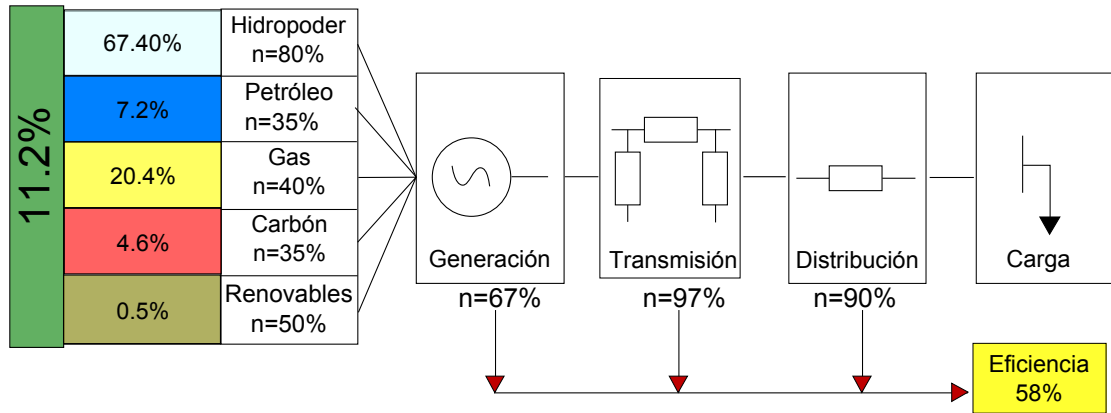 11.2%
67.40%
Hidropoder
n=80%
7.2%
Petróleo
n=35%
20.4%
Gas
n=40%
4.6%
Carbón
n=35%
0.5%
Renovables
n=50%
Generación
n=67%
Transmisión
n=97%
Distribución
n=90%
Carga
Eficiencia
58%